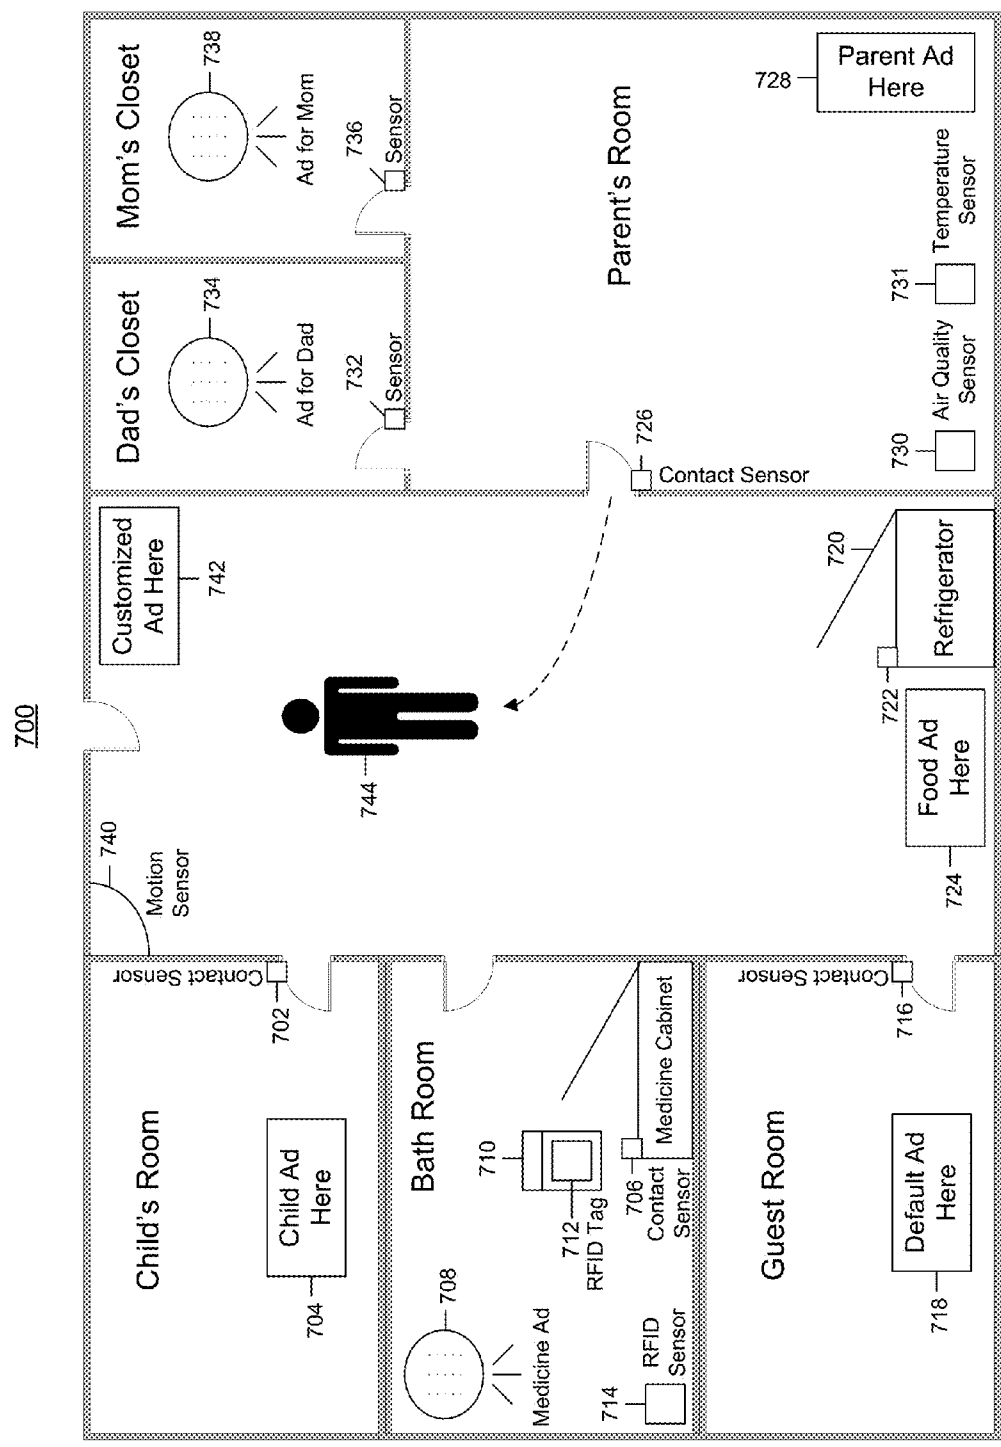 700
Child's Room
Child Ad
Here
704
702
Contact Sensor
Motion
Sensor
740
Customized
Ad Here
742
Dad's Closet
734
Ad for Dad
732
Sensor
Mom's Closet
738
Ad for Mom
736
Sensor
Bath Room
708
Medicine Ad
714
RFID
Sensor
710
712
RFID Tag
706
Contact
Sensor
Medicine Cabinet
744
726
Contact Sensor
Parent's Room
728
Parent Ad
Here
Guest Room
Default Ad
Here
718
716
Contact Sensor
724
Food Ad
Here
722
720
Refrigerator
730
Air Quality
Sensor
731
Temperature
Sensor